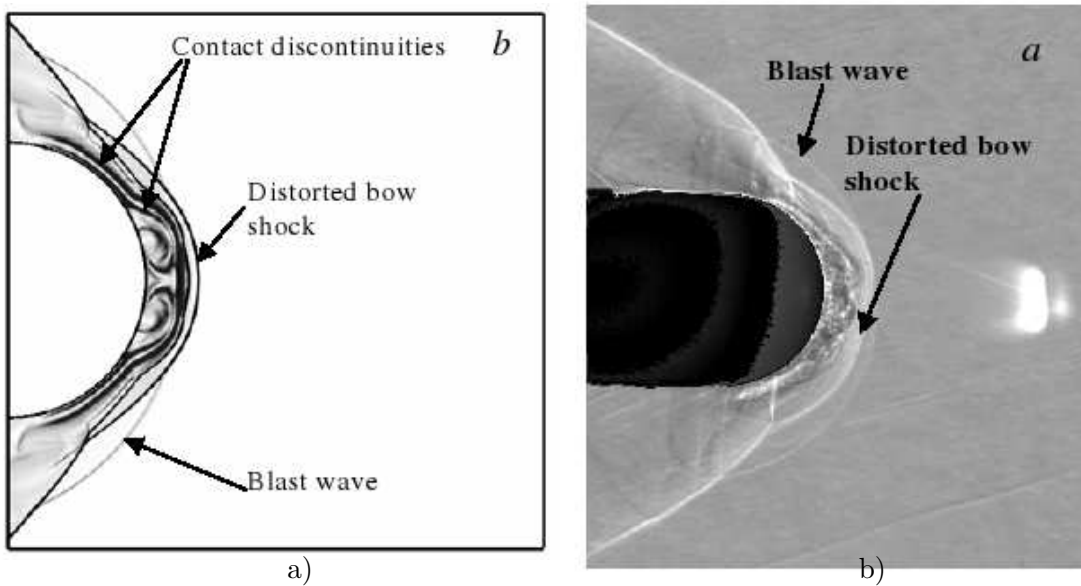 Contact discontinuities
b
Distorted bow
shock
Blast wave
a)
a
Blast wave
Distorted bow
shock
b)